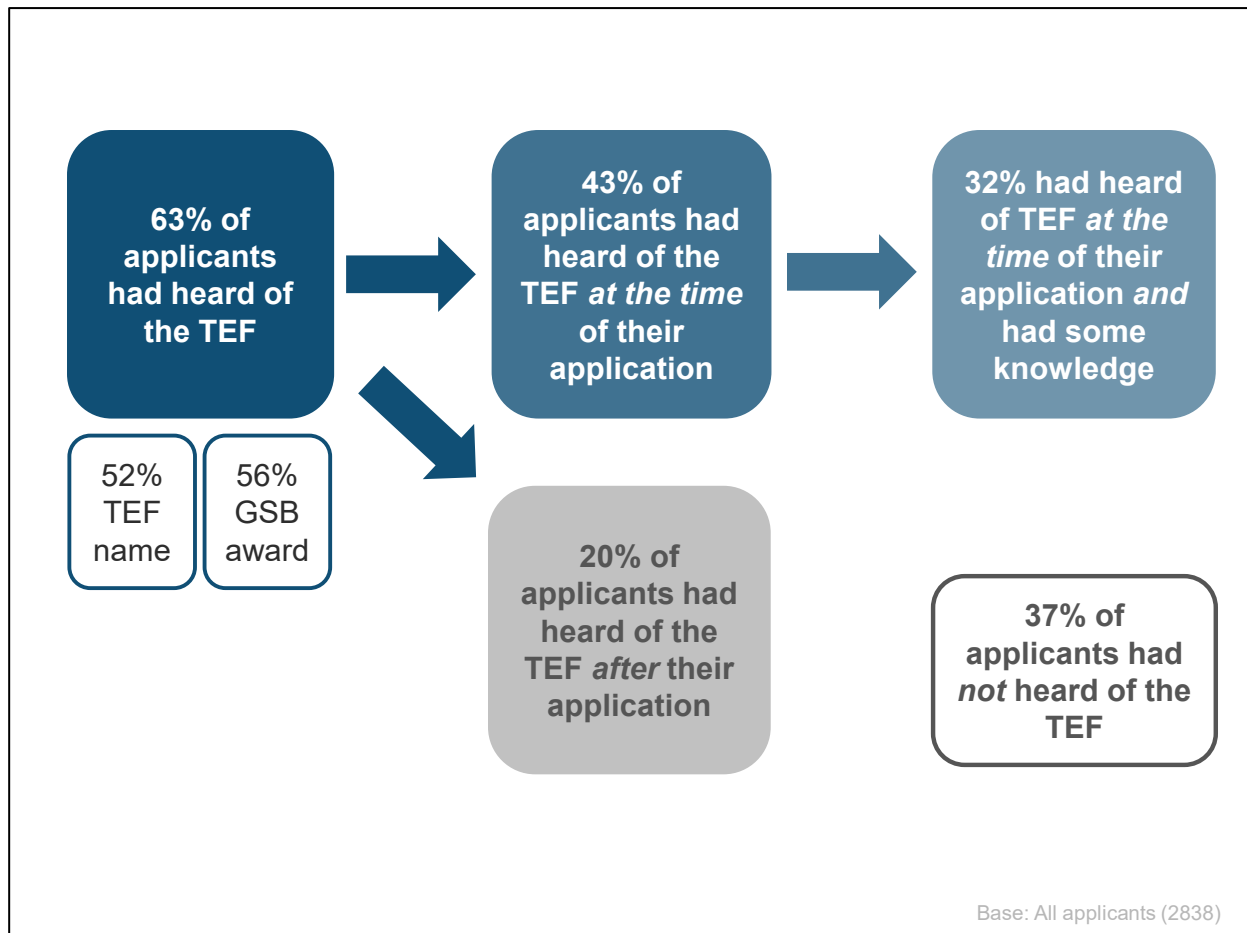 63% of
applicants
had heard of
the TEF
43% of
applicants had
heard of the
TEF at the time
of their
application
32% had heard
of TEF at the
time of their
application and
had some
knowledge
52%
TEF
name
56%
GSB
award
20% of
applicants had
heard of the
TEF after their
application
37% of
applicants had
not heard of the
TEF
Base: All applicants (2838)